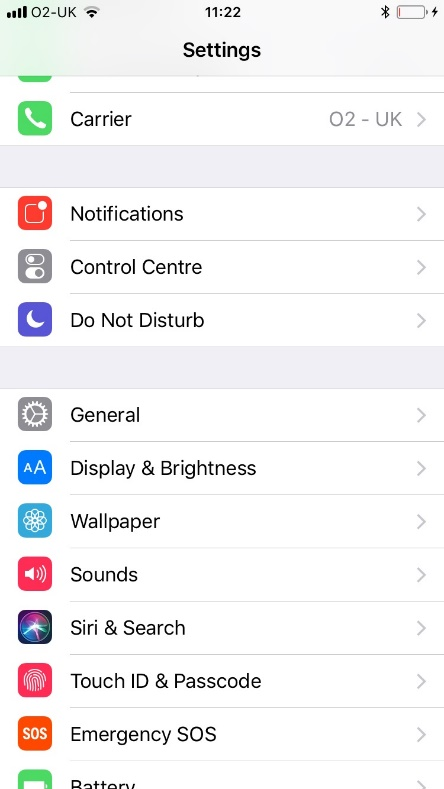 O2-UK 11:22
Settings
Carrier O2 - UK
Notifications
Control Centre
Do Not Disturb
General
AA Display & Brightness
Wallpaper
Sounds
Siri & Search
Touch ID & Passcode
SOS Emergency SOS
Battery